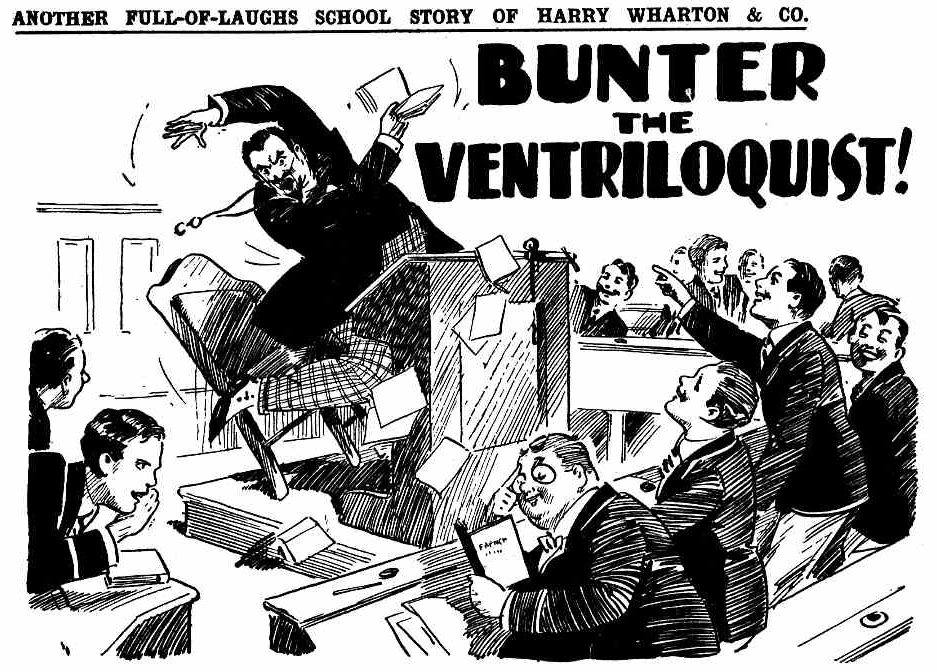 ANOTHER FULL-OF-LAUGHS SCHOOL STORY OF HARRY WHARTON & CO.
BUNTER
THE
VENTRILOQUIST!